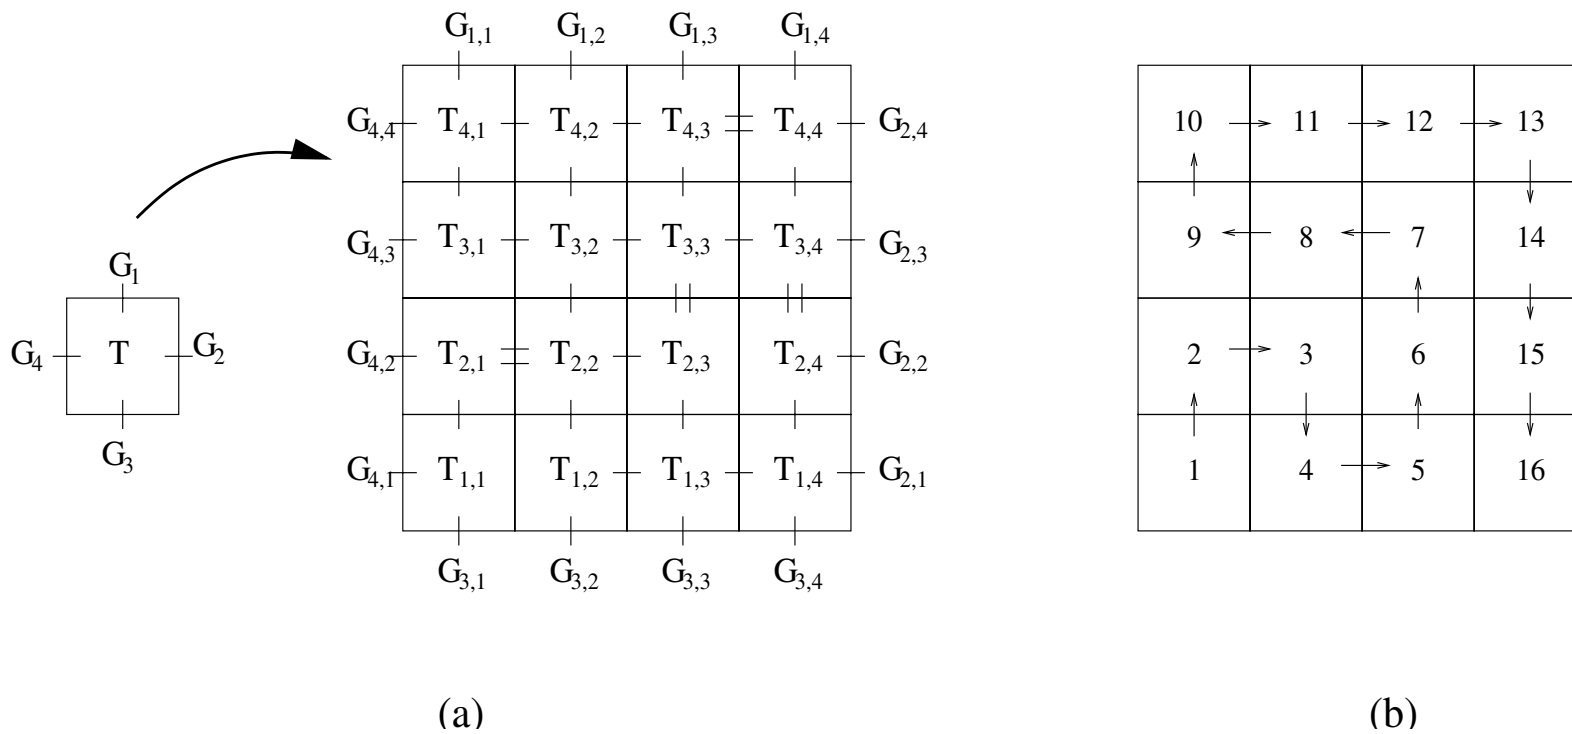 G1,1 G1,2 G1,3 G1,4
G4,4 T4,1 T4,2 T4,3 T4,4 G2,4
G4,3 T3,1 T3,2 T3,3 T3,4 G2,3
G4,2 T2,1 T2,2 T2,3 T2,4 G2,2
G4,1 T1,1 T1,2 T1,3 T1,4 G2,1
G3,1 G3,2 G3,3 G3,4
G1
G4 T G2
G3
(a)
10 11 12 13
9 8 7 14
2 3 6 15
1 4 5 16
(b)